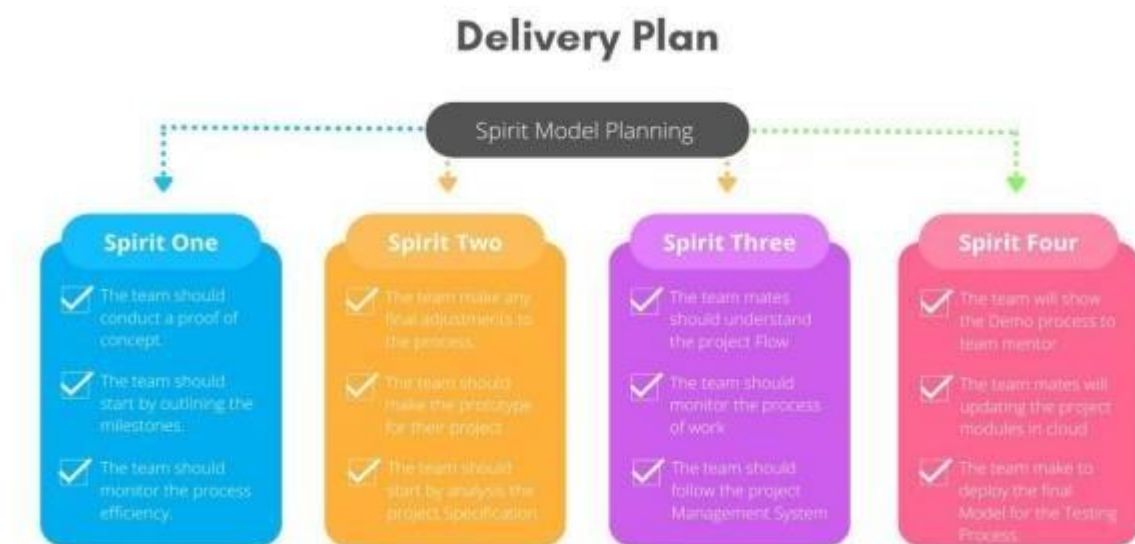 Delivery Plan
Spirit Model Planning
Spirit One
The team should
conduct a proof of
concept.
The team should
start by outlining the
milestones.
The team should
monitor the process
efficiency.
Spirit Two
The team make any
final adjustments to
the process.
The team should
make the prototype
for their project
The team should
start by analysis the
project Specification
Spirit Three
The team mates
should understand
the project Flow
The team should
monitor the process
of work
The team should
follow the project
Management System
Spirit Four
The team will show
the Demo process to
team mentor
The team mates will
updating the project
modules in cloud
The team make to
deploy the final
Model for the Testing
Process